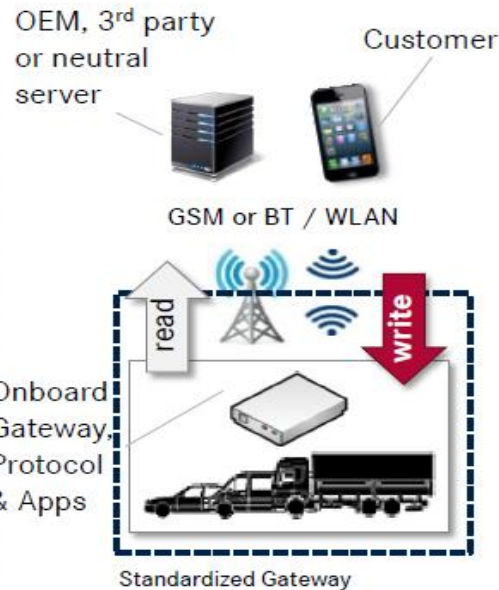 OEM, 3rd party
or neutral
server
Customer
GSM or BT / WLAN
read
write
Onboard
Gateway,
Protocol
& Apps
Standardized Gateway